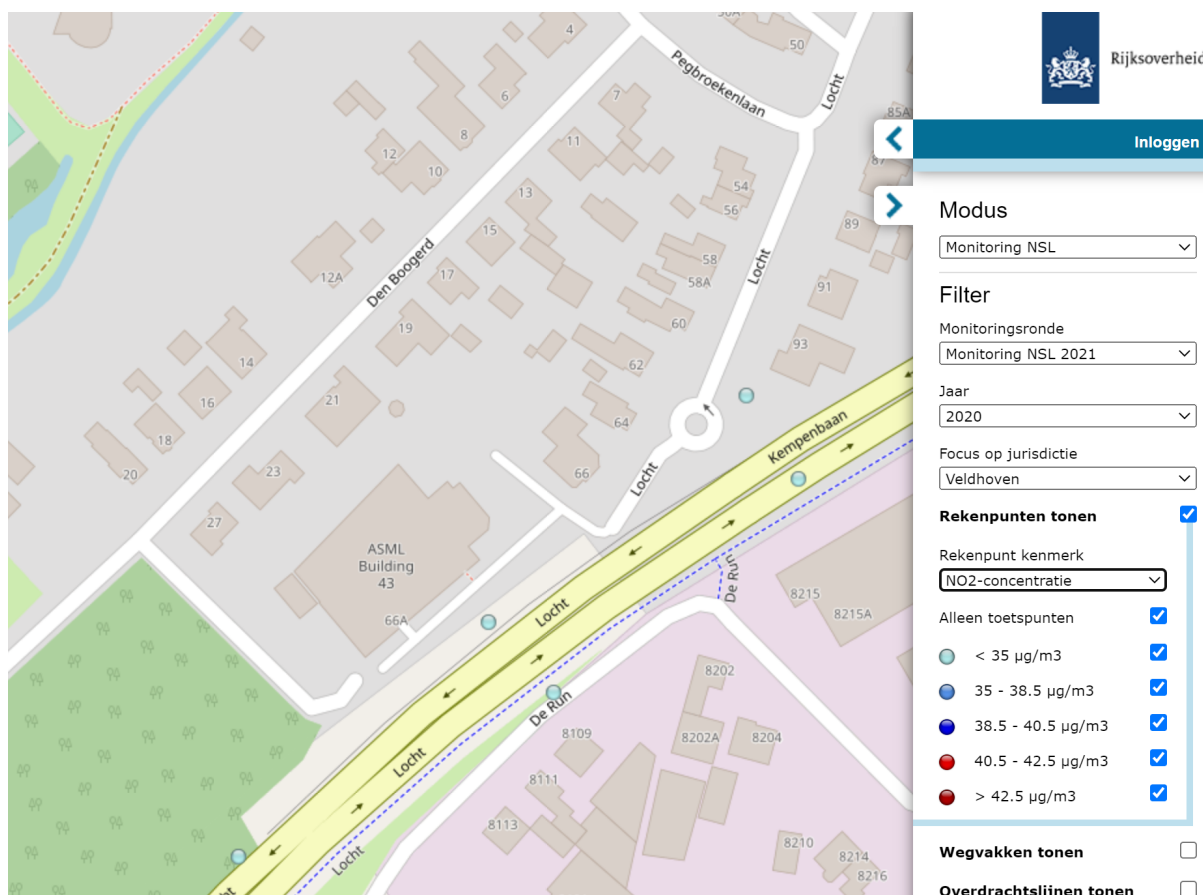 4
50
Pegbroekenlaan
Locht
6
7
85A
8
11
12
10
87
13
54
56
15
89
58
58A
Locht
12A
Den Boogerd
17
91
60
19
93
14
62
16
21
64
18
66
Kempenbaan
20
23
Locht
27
ASML
Building
43
De Run
8215
8215A
66A
Locht
8202
De Run
8109
8202A
8204
Locht
8111
8113
8210
8214
8216
Locht
Rijksoverheid
Inloggen
Modus
Monitoring NSL
Filter
Monitoringsronde
Monitoring NSL 2021
Jaar
2020
Focus op jurisdictie
Veldhoven
Rekenpunten tonen
Rekenpunt kenmerk
NO2-concentratie
Alleen toetspunten
< 35 µg/m3
35 - 38.5 µg/m3
38.5 - 40.5 µg/m3
40.5 - 42.5 µg/m3
> 42.5 µg/m3
Wegvakken tonen
Overdrachtslijnen tonen